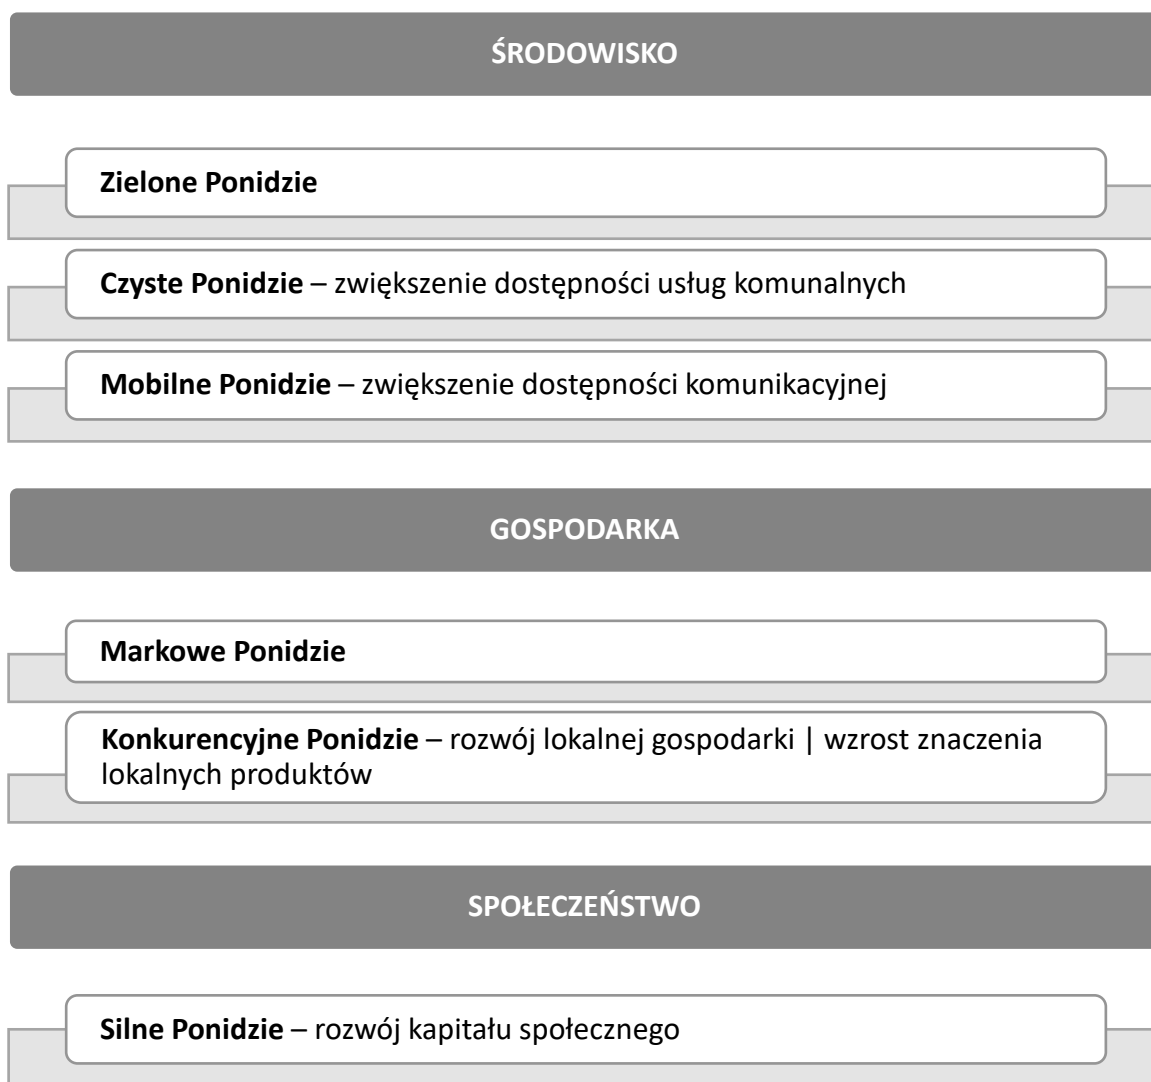 ŚRODOWISKO
Zielone Ponidzie
Czyste Ponidzie – zwiększenie dostępności usług komunalnych
Mobilne Ponidzie – zwiększenie dostępności komunikacyjnej
GOSPODARKA
Markowe Ponidzie
Konkurencyjne Ponidzie – rozwój lokalnej gospodarki | wzrost znaczenia
lokalnych produktów
SPOŁECZEŃSTWO
Silne Ponidzie – rozwój kapitału społecznego